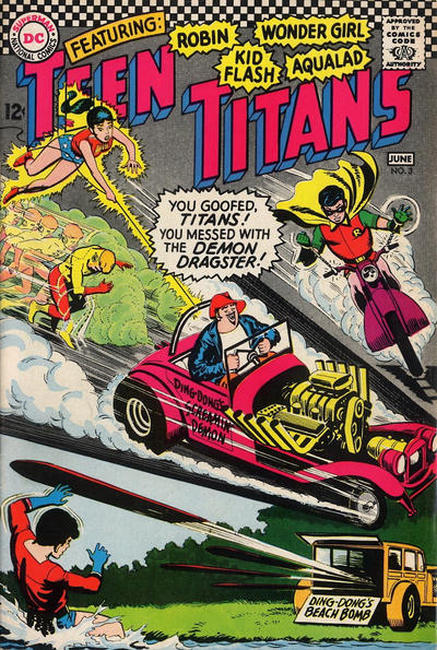 SUPERMAN
DC
NATIONAL COMICS
FEATURING:
ROBIN
WONDER GIRL
KID
FLASH
AQUALAD
APPROVED
BY THE
COMICS
CODE
AUTHORITY
12¢
TEEN
TITANS
JUNE
NO. 3
YOU GOOFED,
TITANS!
YOU MESSED WITH
THE DEMON
DRAGSTER!
R
DING-DONG'S
DEMON
DING-DONG'S
BEACH BOMB